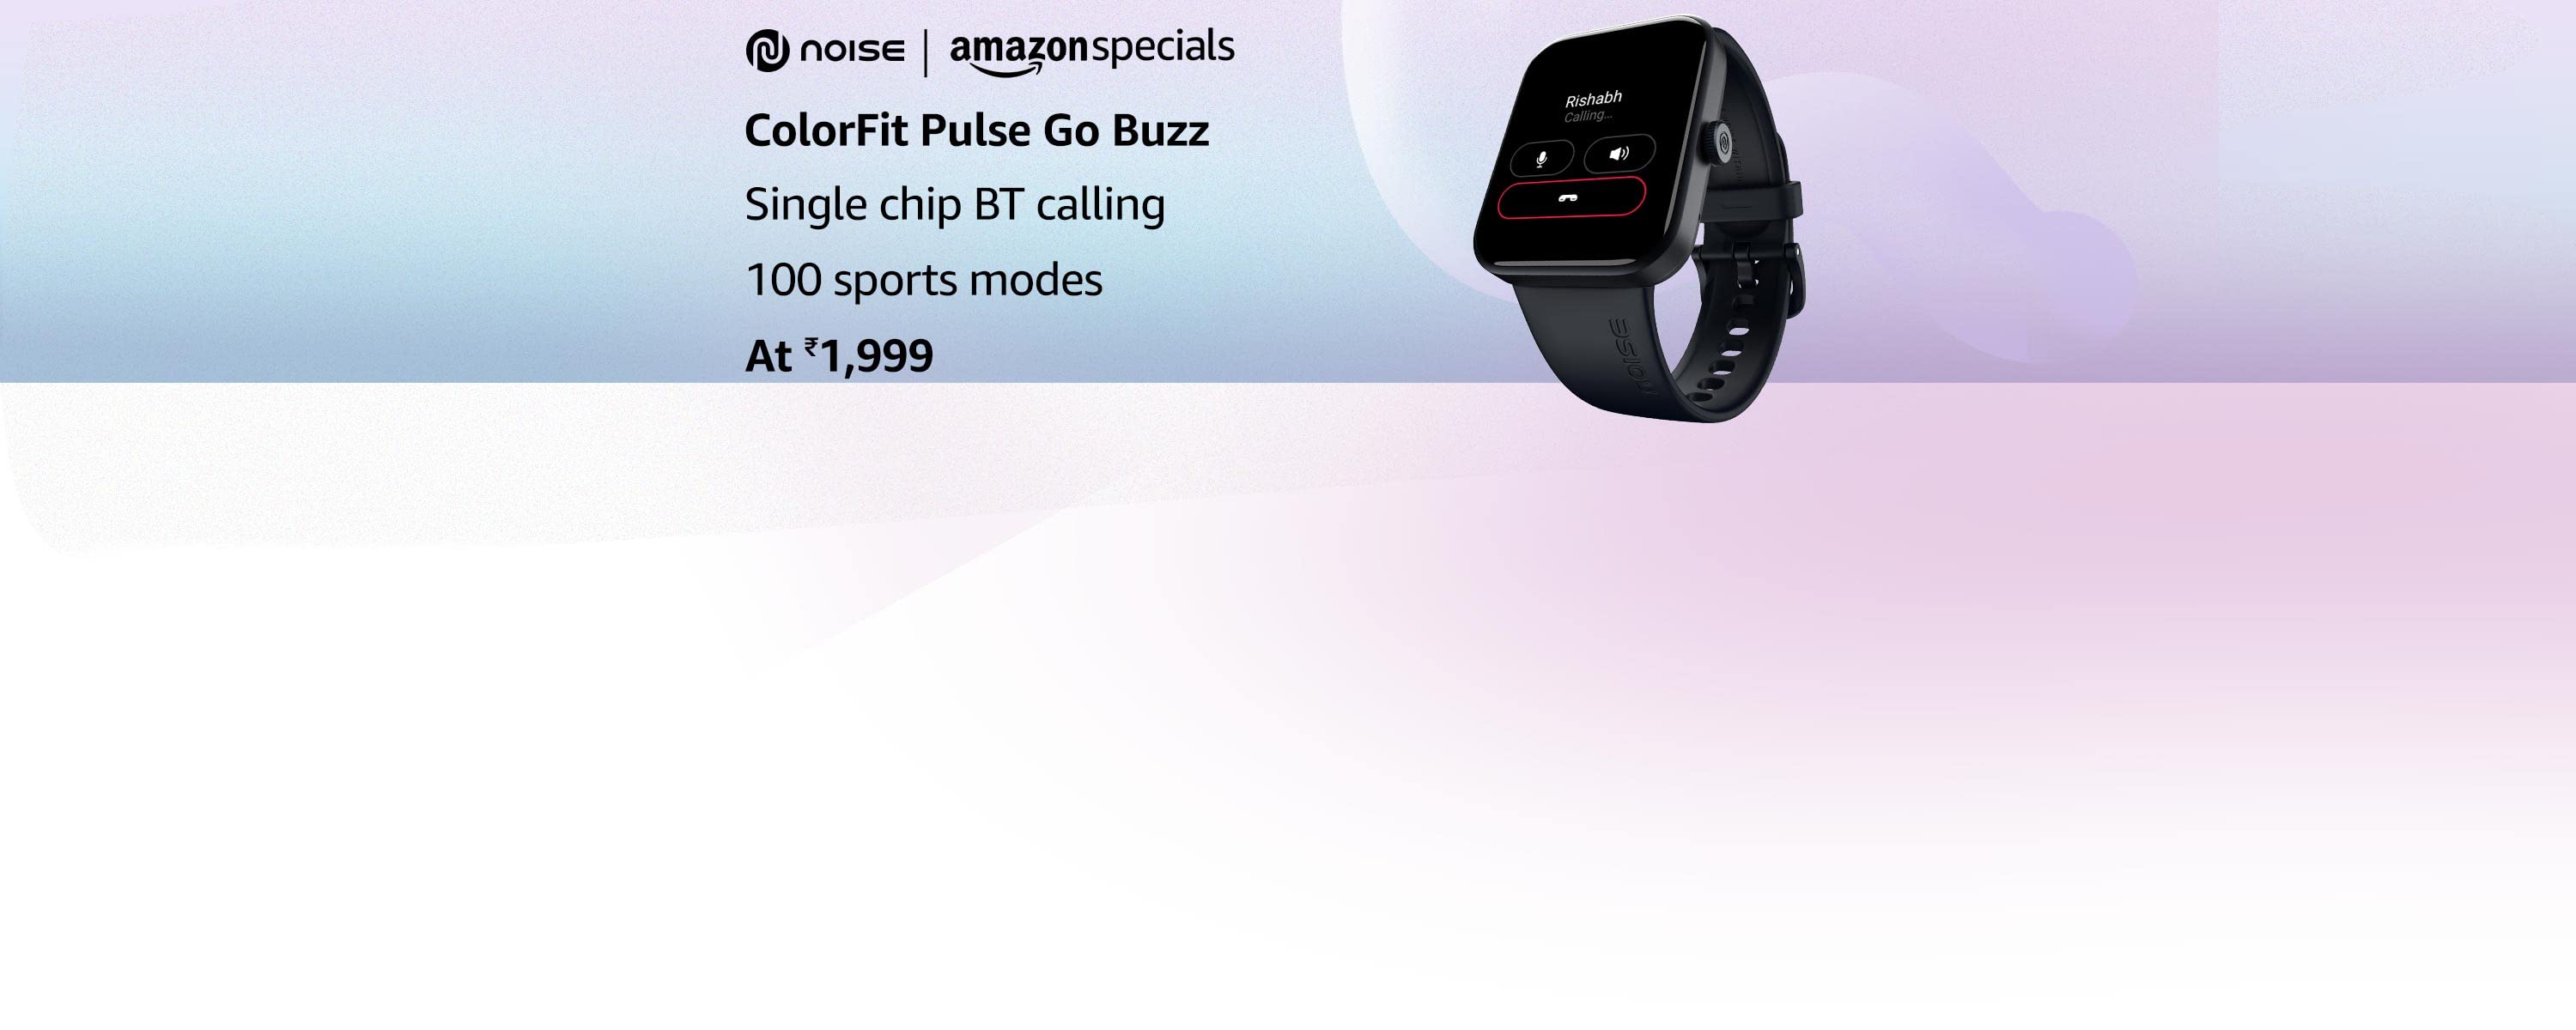 noise | amazonspecials
ColorFit Pulse Go Buzz
Single chip BT calling
100 sports modes
At ₹1,999
Rishabh
Calling...
noise